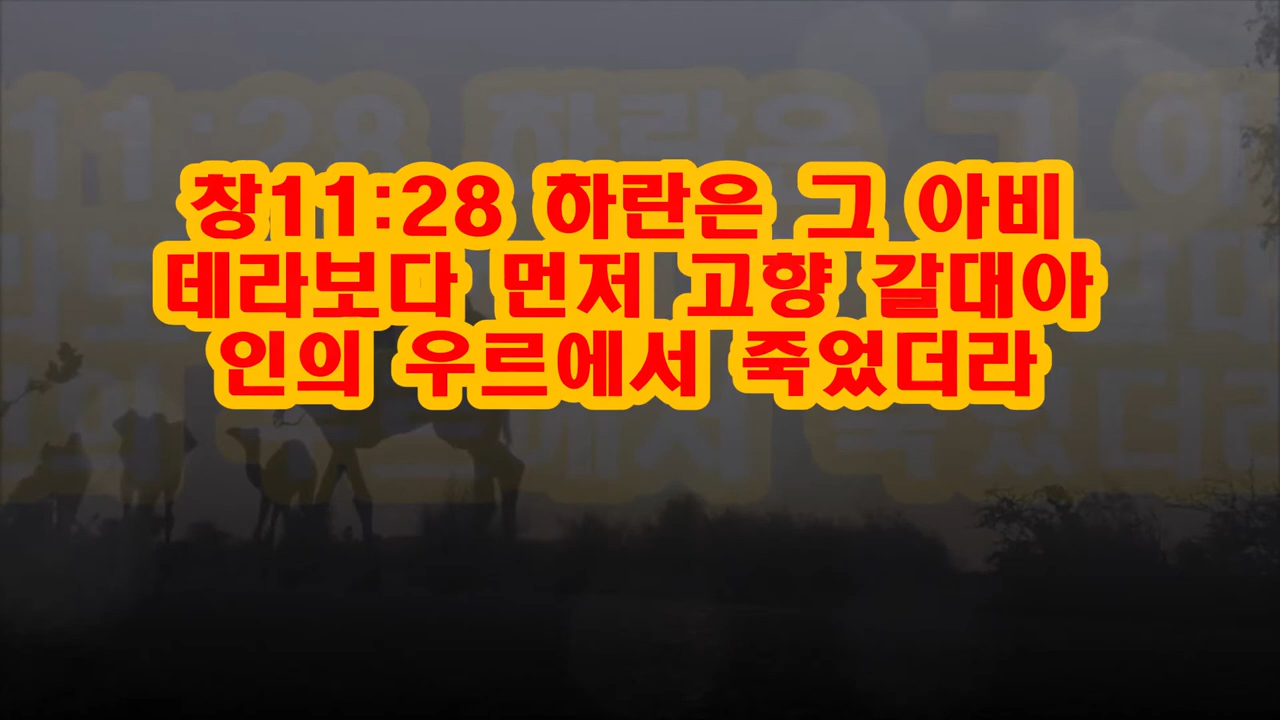 창11:28 하란은 그 아비
데라보다 먼저 고향 갈대아
인의 우르에서 죽었더라